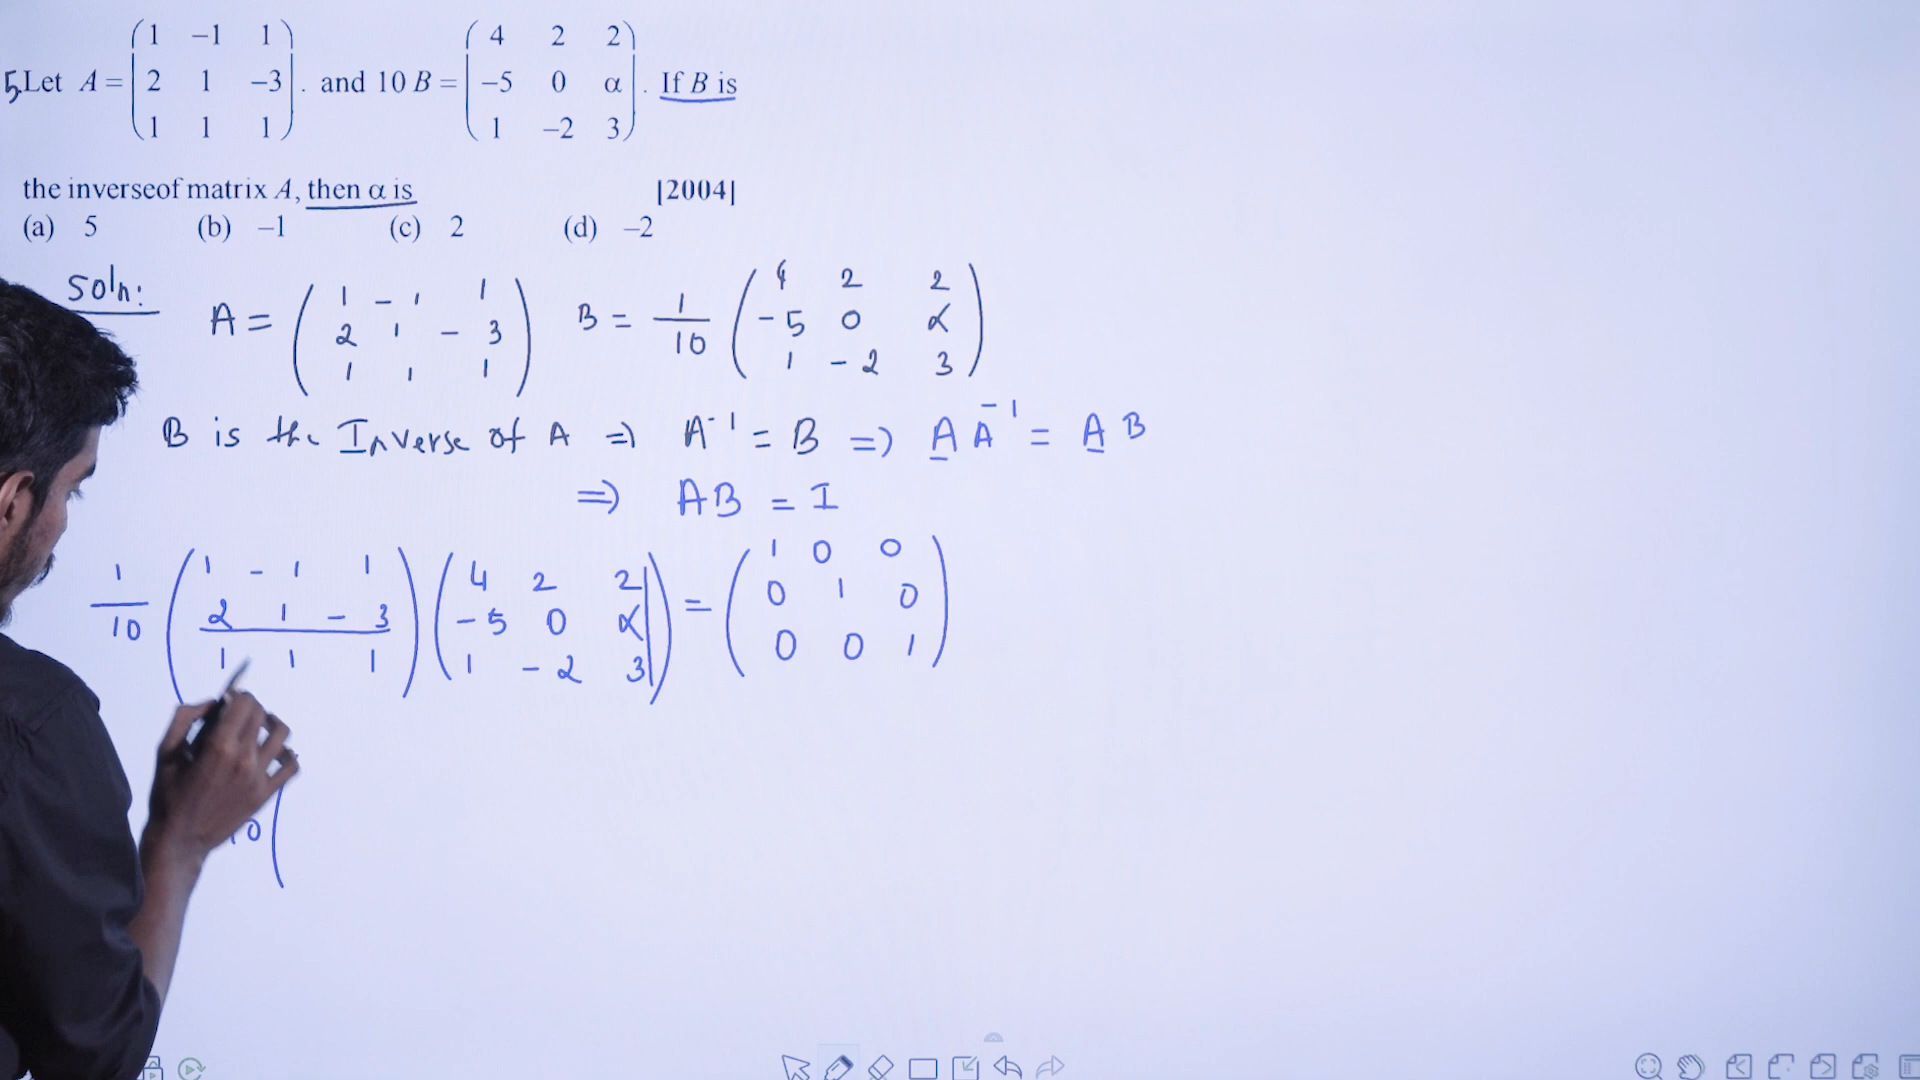 5. Let A = ( 1 −1 1 ; 2 1 −3 ; 1 1 1 ) . and 10 B = ( 4 2 2 ; −5 0 α ; 1 −2 3 ) . If B is
the inverseof matrix A, then α is [2004]
(a) 5 (b) −1 (c) 2 (d) −2
Soln:
A = ( 1 -1 1 ; 2 1 -3 ; 1 1 1 ) B = 1/10 ( 4 2 2 ; -5 0 α ; 1 -2 3 )
B is the Inverse of A ⇒ A⁻¹ = B ⇒ A A⁻¹ = A B
⇒ AB = I
1/10 ( 1 -1 1 ; 2 1 -3 ; 1 1 1 ) ( 4 2 2 ; -5 0 α ; 1 -2 3 ) = ( 1 0 0 ; 0 1 0 ; 0 0 1 )
10 (